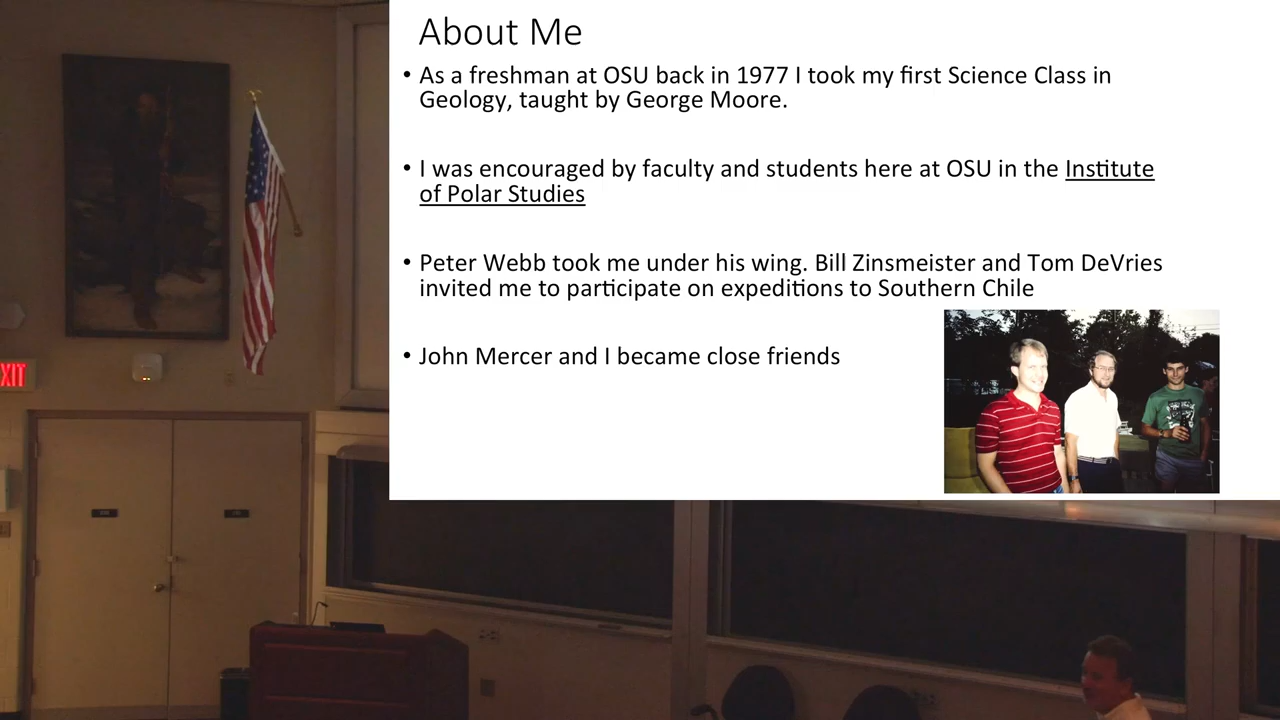 About Me
• As a freshman at OSU back in 1977 I took my first Science Class in
Geology, taught by George Moore.
• I was encouraged by faculty and students here at OSU in the Institute
of Polar Studies
• Peter Webb took me under his wing. Bill Zinsmeister and Tom DeVries
invited me to participate on expeditions to Southern Chile
• John Mercer and I became close friends
XIT